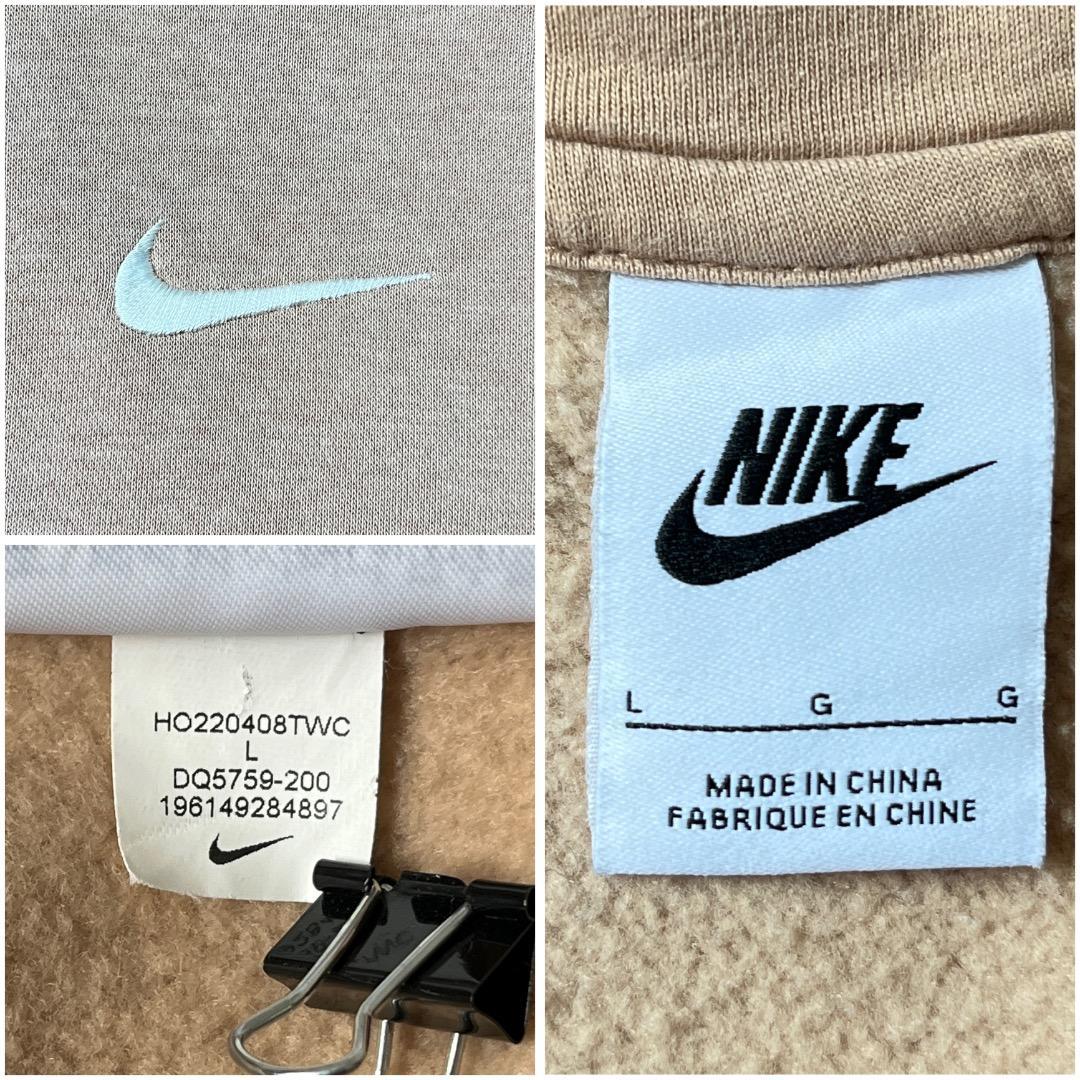 HO220408TWC
L
DQ5759-200
196149284897
NIKE
L G G
MADE IN CHINA
FABRIQUE EN CHINE